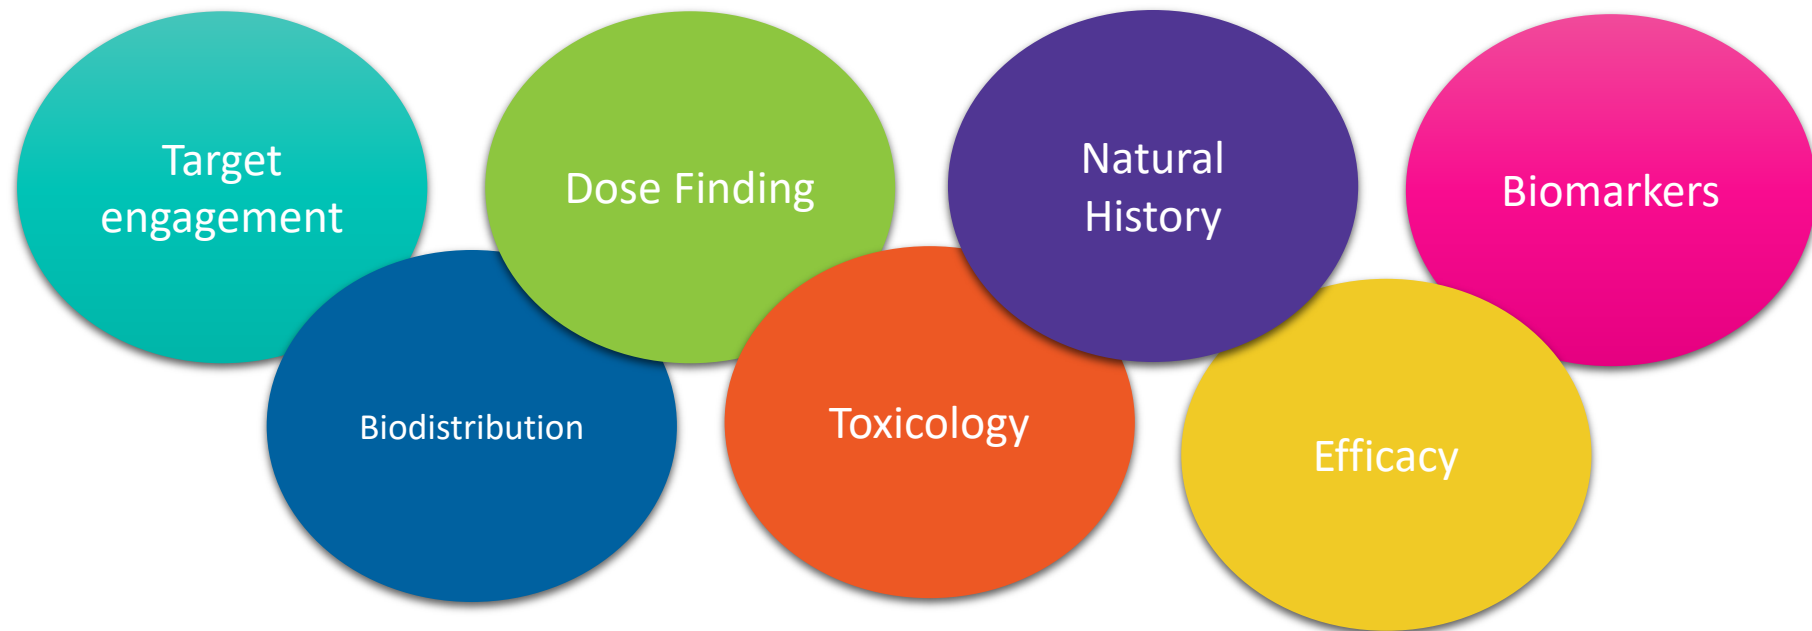 Target
engagement
Dose Finding
Natural
History
Biomarkers
Biodistribution
Toxicology
Efficacy